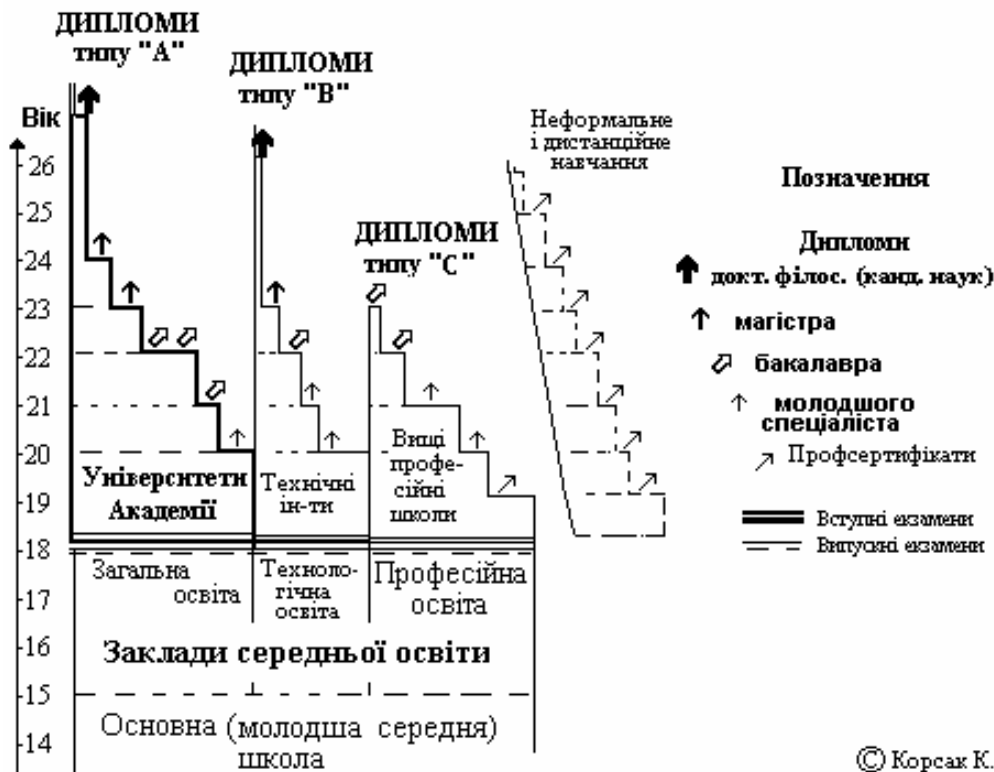 ДИПЛОМИ
типу "А"
ДИПЛОМИ
типу "В"
Вік
26
25
24
23
22
21
20
19
18
17
16
15
14
ДИПЛОМИ
типу "С"
Неформальне
і дистанційне
навчання
Університети
Академії
Технічні
ін-ти
Вищі
профе-
сійні
школи
Загальна
освіта
Техноло-
гічна
освіта
Професійна
освіта
Заклади середньої освіти
Основна (молодша середня)
школа
Позначення
Дипломи
докт. філос. (канд. наук)
магістра
бакалавра
молодшого
спеціаліста
Профсертифікати
Вступні екзамени
Випускні екзамени
© Корсак К.